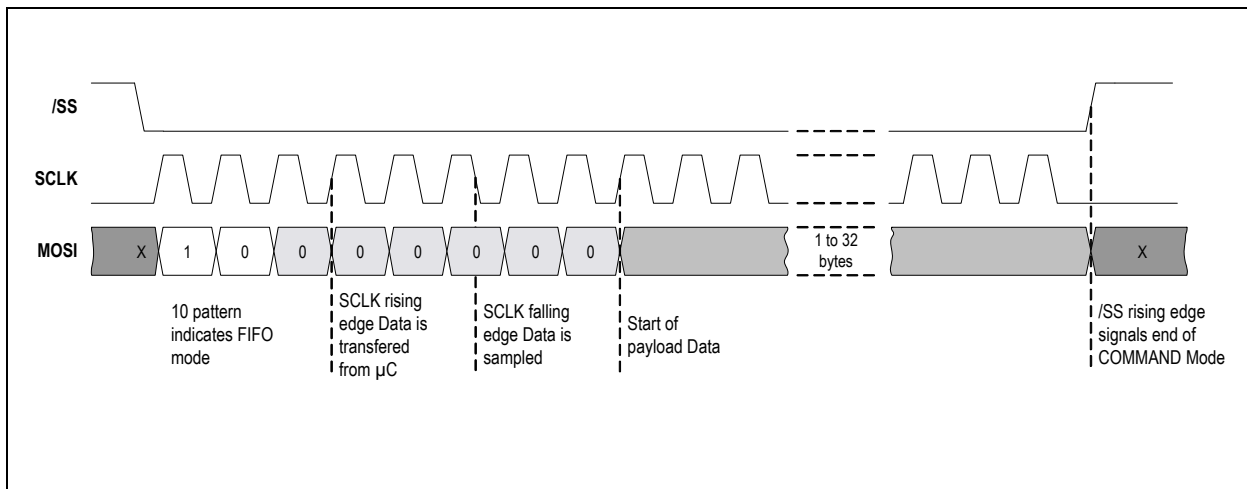 /SS
SCLK
MOSI
X 1 0 0 0 0 0 0 0 1 to 32 X
bytes
10 pattern
indicates FIFO
mode
SCLK rising
edge Data is
transfered
from µC
SCLK falling
edge Data is
sampled
Start of
payload Data
/SS rising edge
signals end of
COMMAND Mode